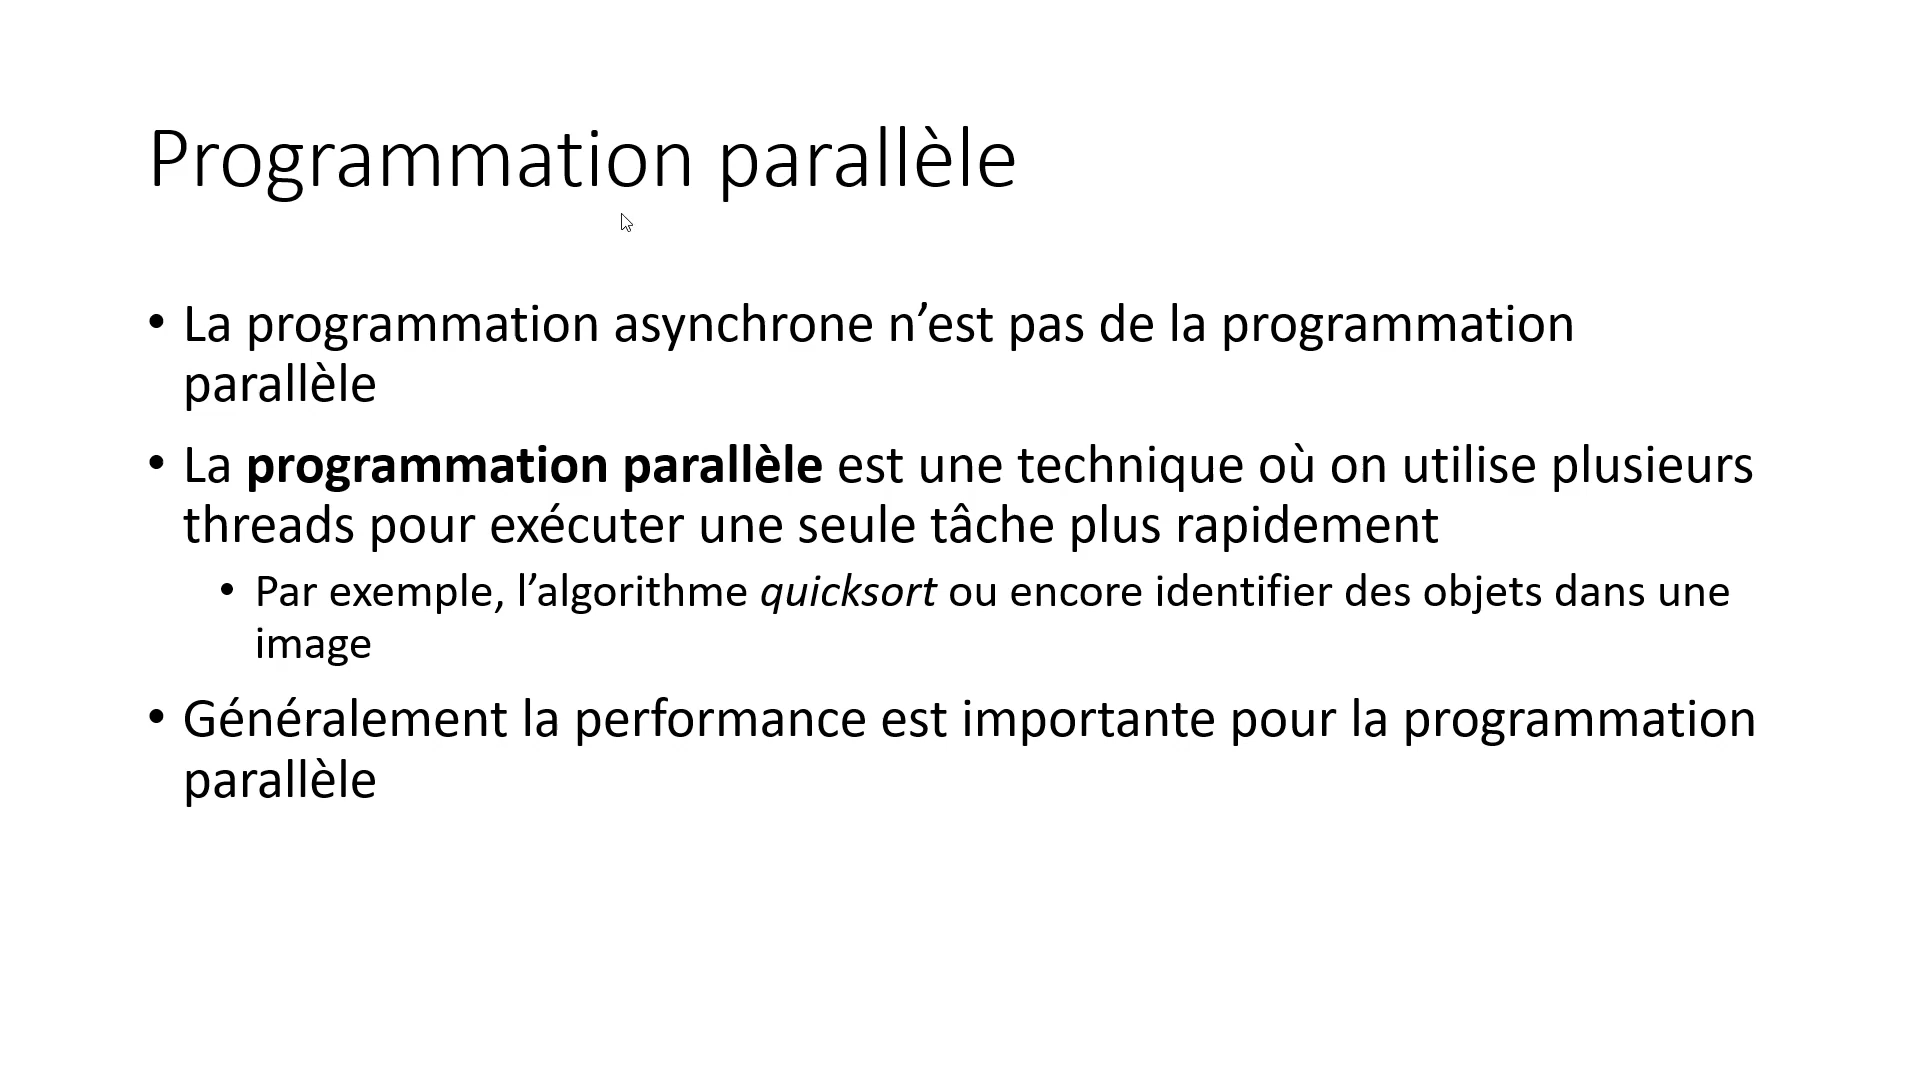 Programmation parallèle
• La programmation asynchrone n’est pas de la programmation
parallèle
• La programmation parallèle est une technique où on utilise plusieurs
threads pour exécuter une seule tâche plus rapidement
• Par exemple, l’algorithme quicksort ou encore identifier des objets dans une
image
• Généralement la performance est importante pour la programmation
parallèle